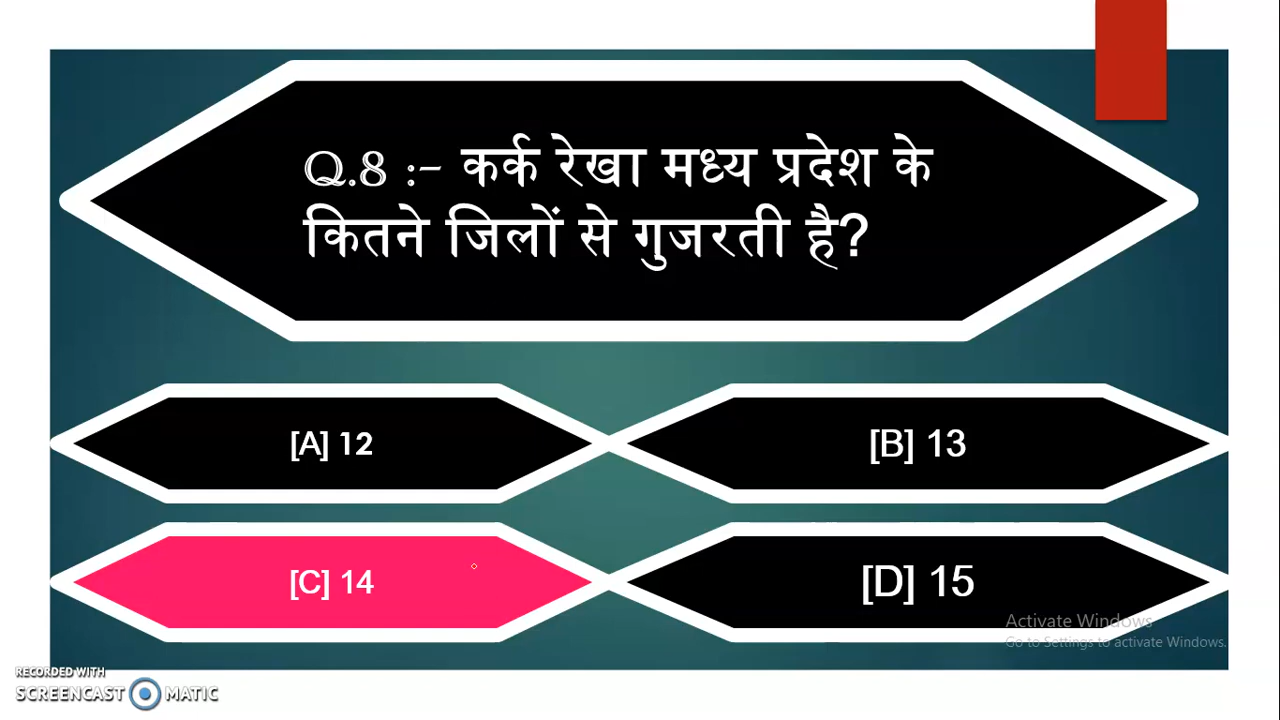 Q.8 :- कर्क रेखा मध्य प्रदेश के
कितने जिलों से गुजरती है?
[A] 12
[B] 13
[C] 14
[D] 15
Activate Windows
Go to Settings to activate Windows.
RECORDED WITH
SCREENCAST MATIC